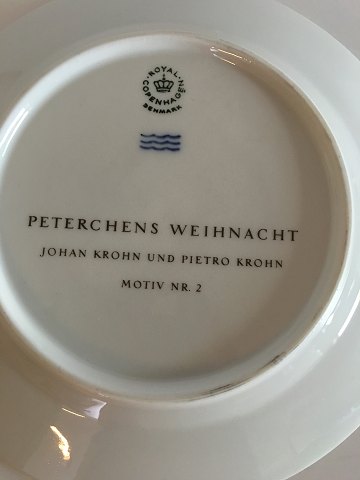 ROYAL
COPENHAGEN
DENMARK
PETERCHENS WEIHNACHT
JOHAN KROHN UND PIETRO KROHN
MOTIV NR. 2